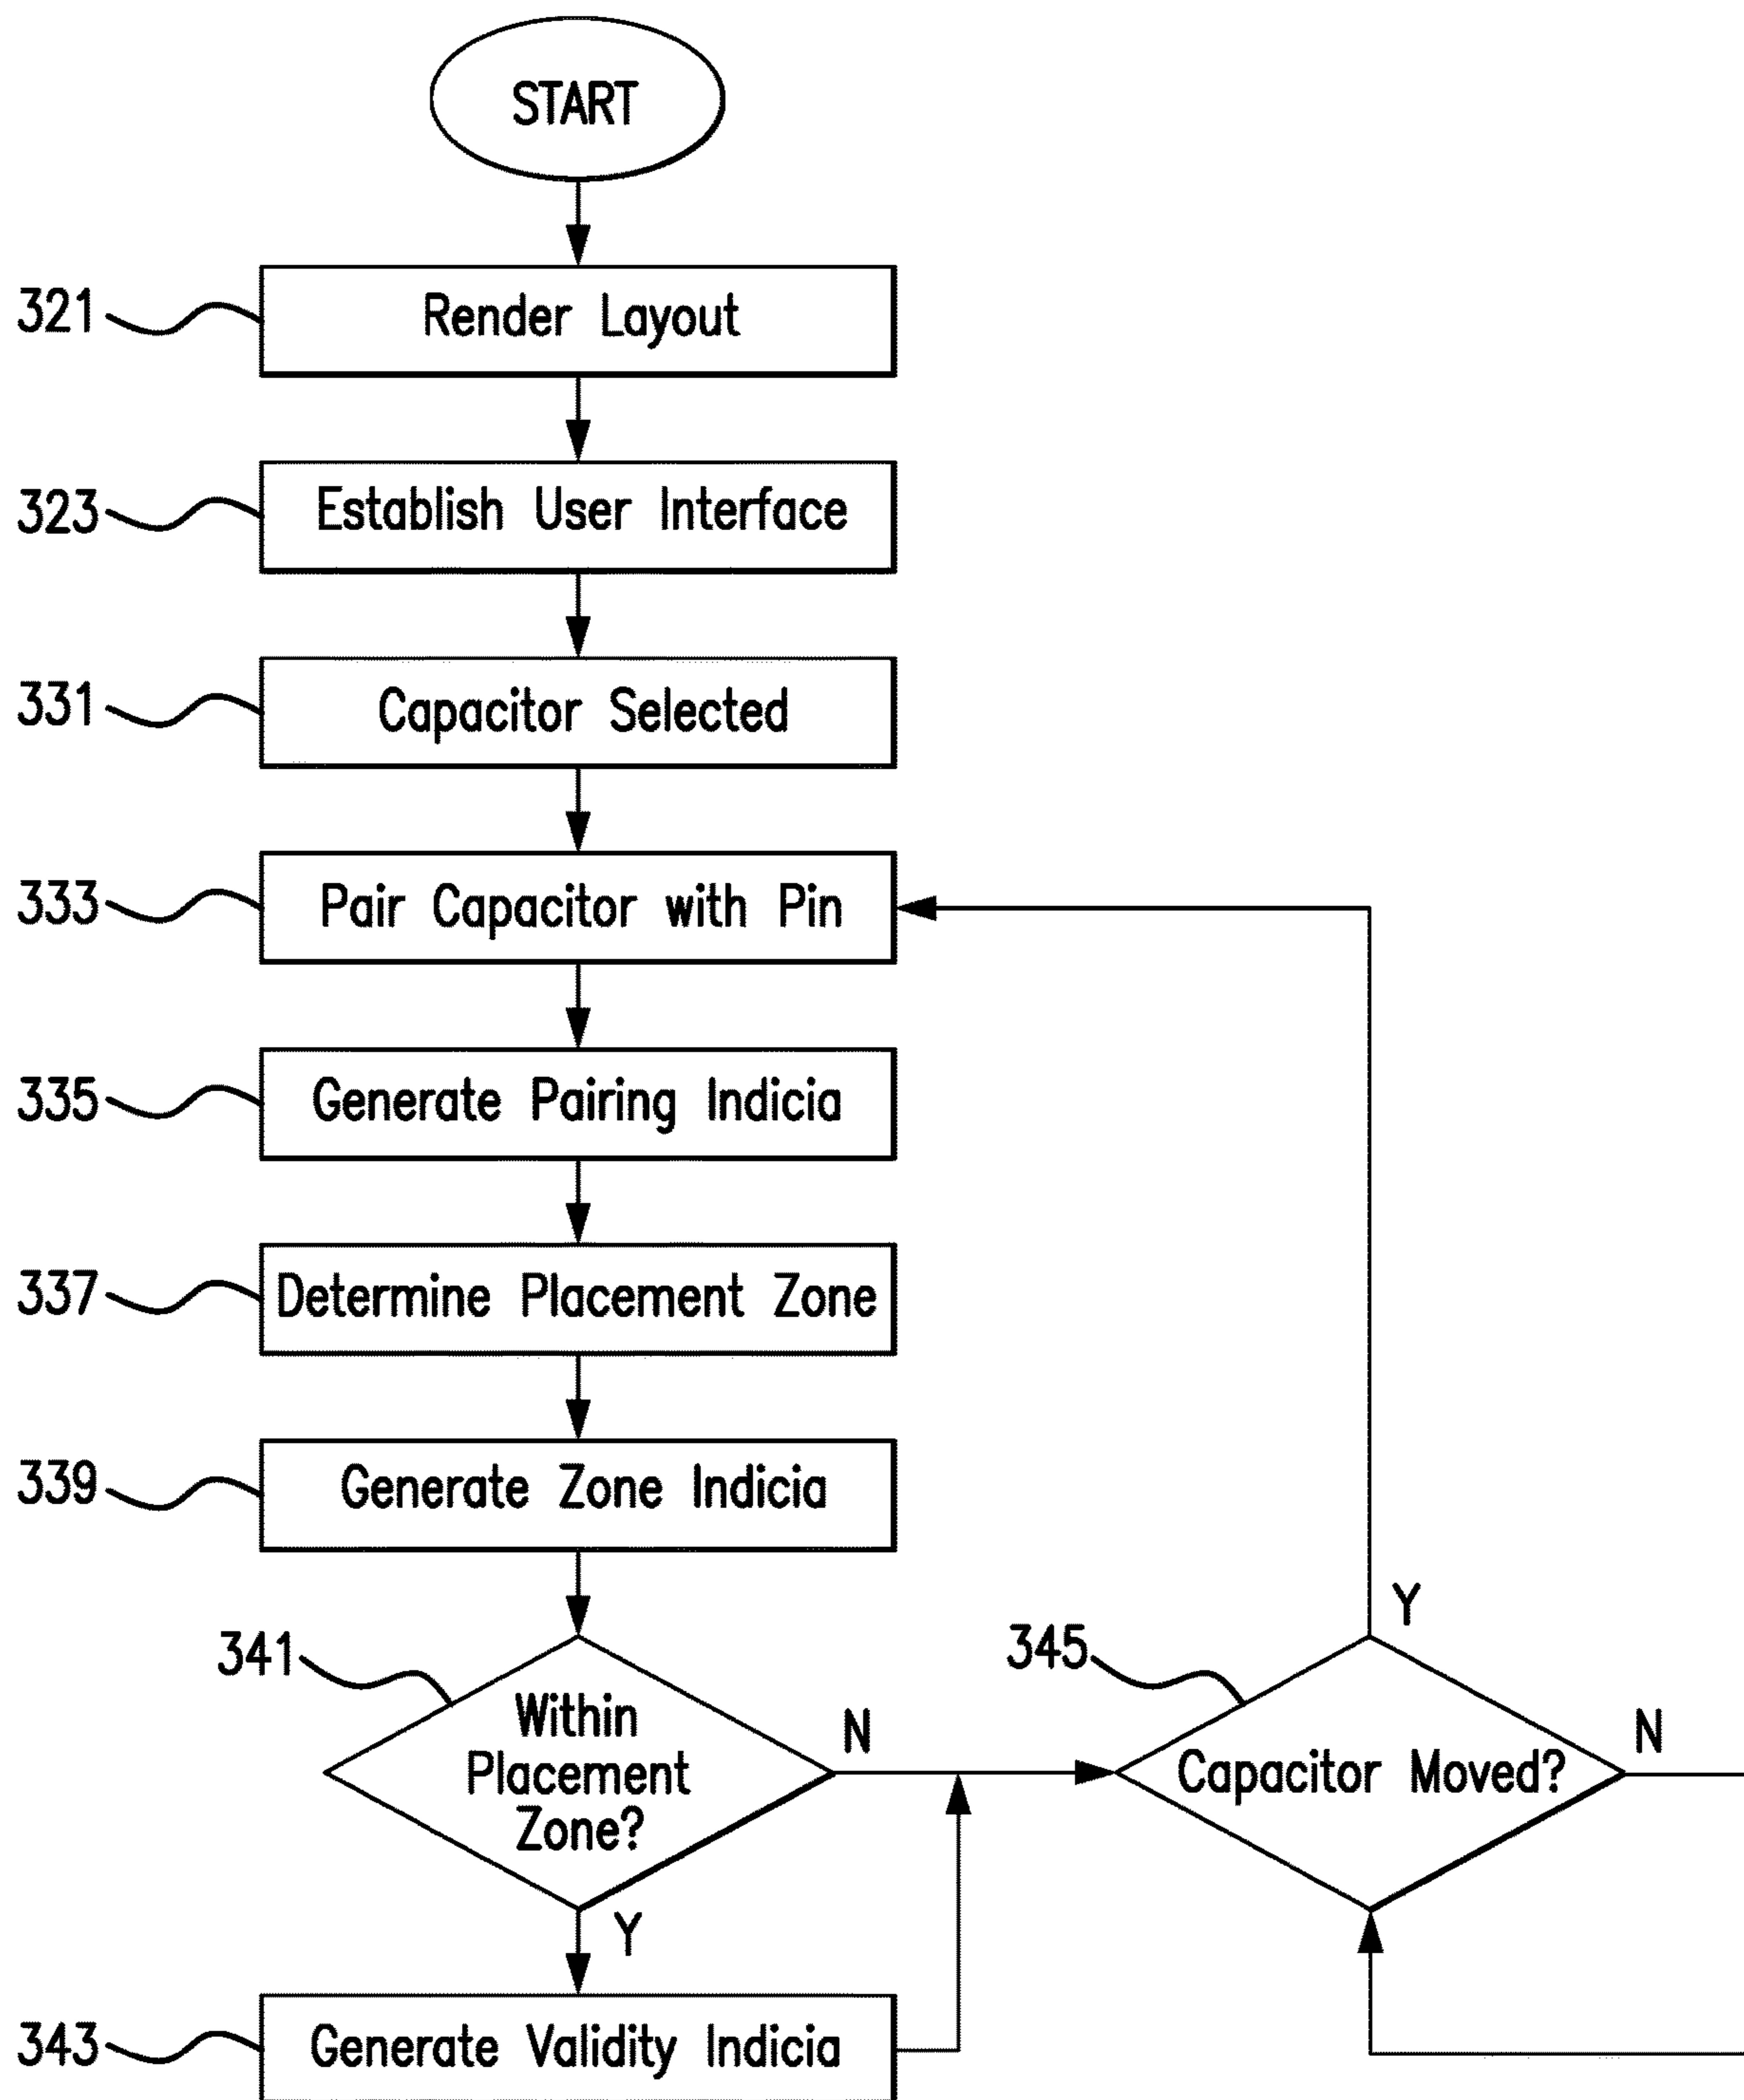 START
321
Render Layout
323
Establish User Interface
331
Capacitor Selected
333
Pair Capacitor with Pin
335
Generate Pairing Indicia
337
Determine Placement Zone
339
Generate Zone Indicia
341
Within
Placement
Zone?
N
Y
345
Capacitor Moved?
Y
N
343
Generate Validity Indicia